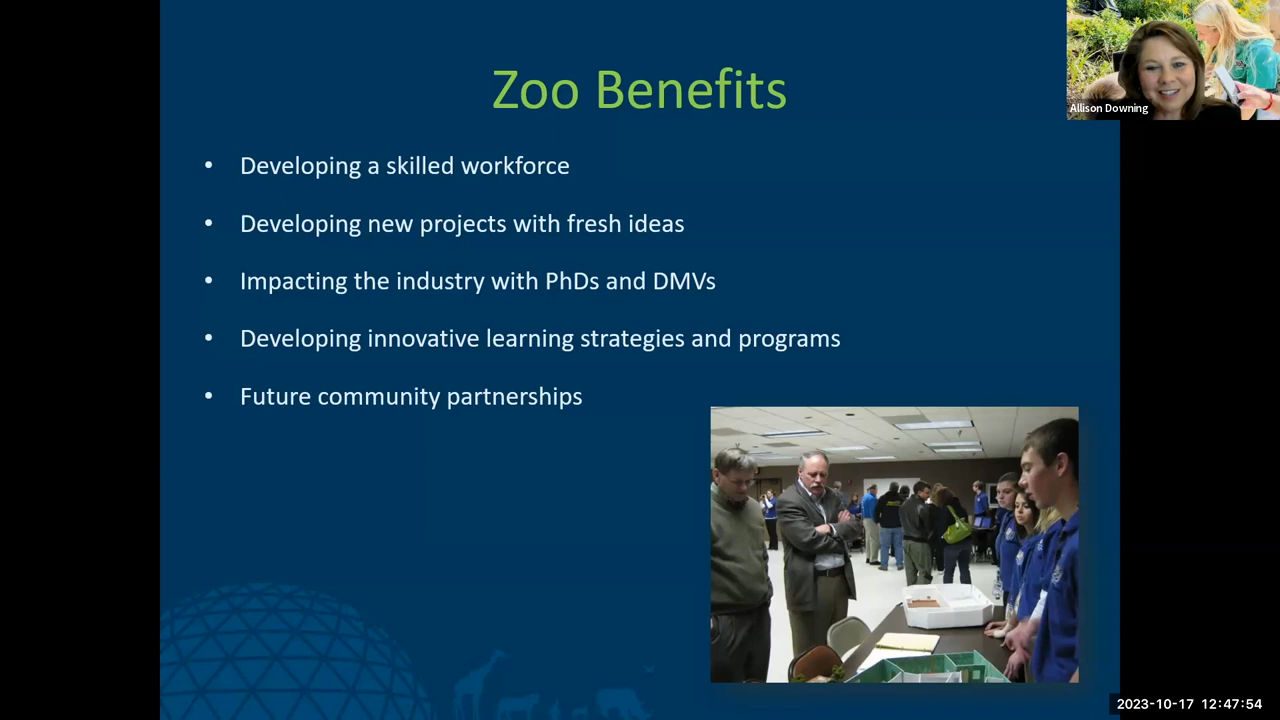 Zoo Benefits
Allison Downing
• Developing a skilled workforce
• Developing new projects with fresh ideas
• Impacting the industry with PhDs and DMVs
• Developing innovative learning strategies and programs
• Future community partnerships
2023-10-17 12:47:54